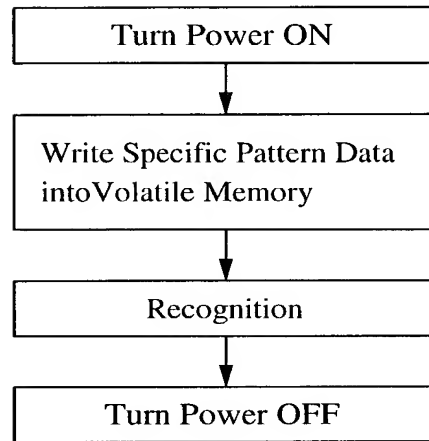 Turn Power ON
Write Specific Pattern Data
intoVolatile Memory
Recognition
Turn Power OFF